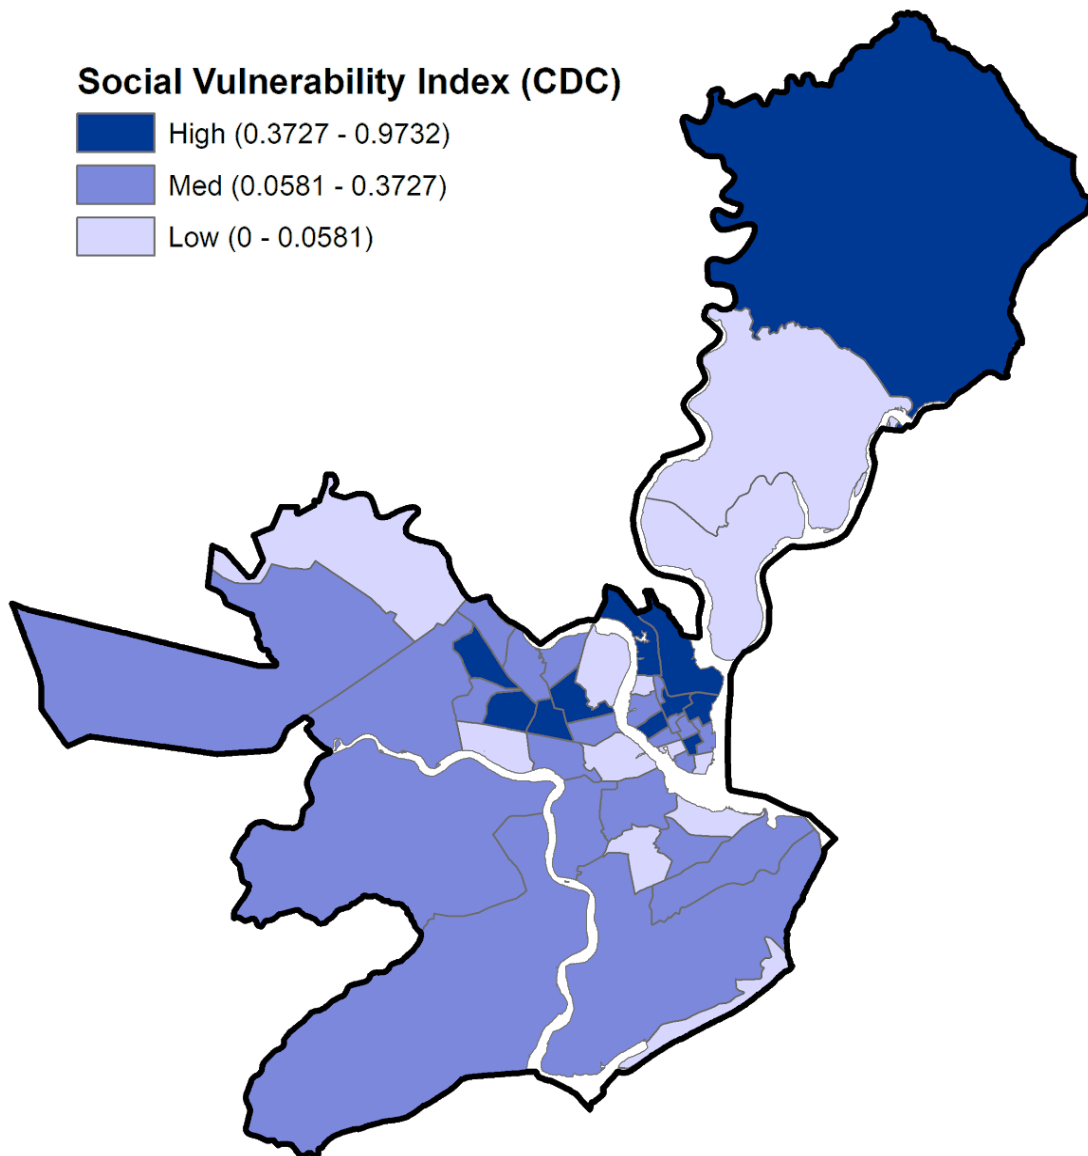 Social Vulnerability Index (CDC)
High (0.3727 - 0.9732)
Med (0.0581 - 0.3727)
Low (0 - 0.0581)